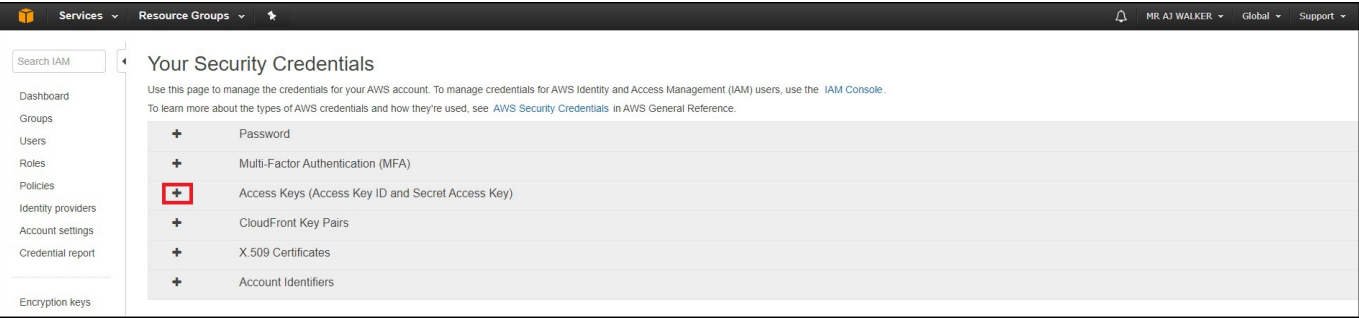 Services Resource Groups MR AJ WALKER Global Support
Search IAM
Dashboard
Groups
Users
Roles
Policies
Identity providers
Account settings
Credential report
Encryption keys
Your Security Credentials
Use this page to manage the credentials for your AWS account. To manage credentials for AWS Identity and Access Management (IAM) users, use the IAM Console.
To learn more about the types of AWS credentials and how they're used, see AWS Security Credentials in AWS General Reference.
Password
Multi-Factor Authentication (MFA)
Access Keys (Access Key ID and Secret Access Key)
CloudFront Key Pairs
X.509 Certificates
Account Identifiers